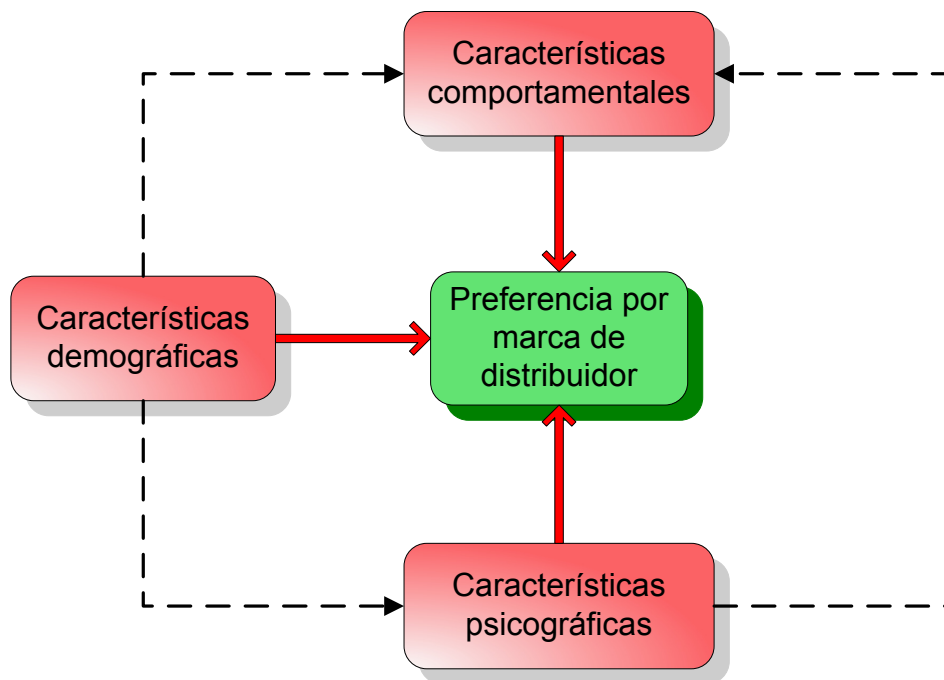 Características
comportamentales
Características
demográficas
Preferencia por
marca de
distribuidor
Características
psicográficas